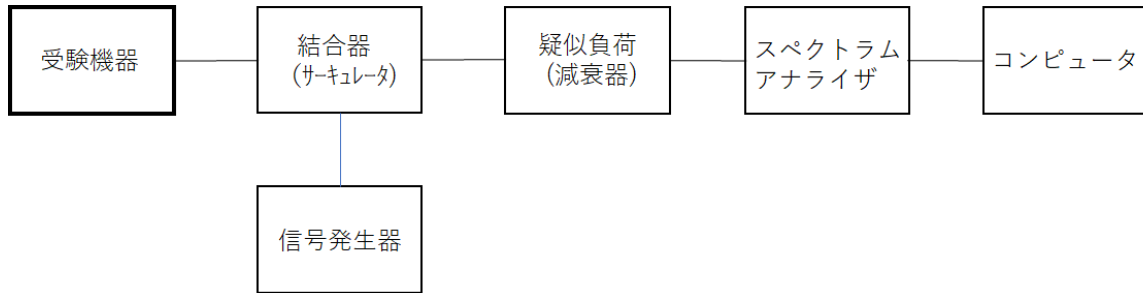 受験機器
結合器
(ｻｰｷｭﾚｰﾀ)
疑似負荷
(減衰器)
スペクトラム
アナライザ
コンピュータ
信号発生器